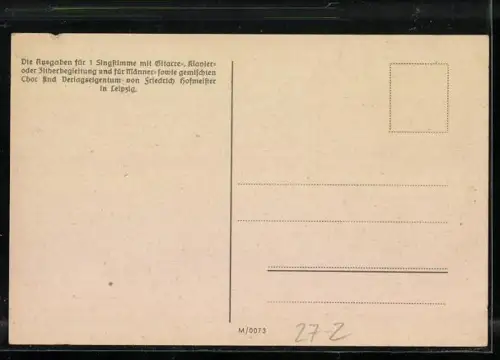 Die Ausgaben für 1 Singstimme mit Gitarre-, Klavier-
oder Zitherbegleitung und für Männer- sowie gemischten
Chor sind Verlagseigentum von Friedrich Hofmeister
in Leipzig.
M/0073
27-2